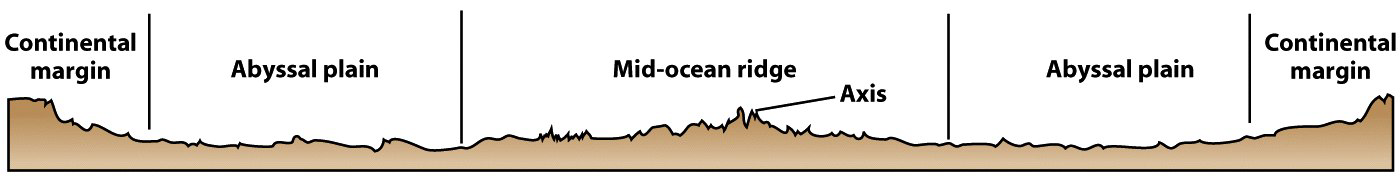 Continental
margin
Abyssal plain
Mid-ocean ridge
Axis
Abyssal plain
Continental
margin